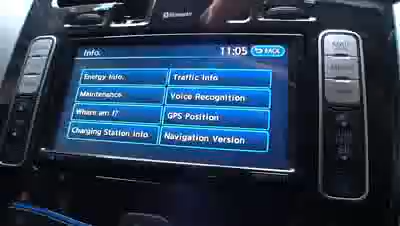 Info.
11:05
BACK
Energy Info.
Traffic Info
Maintenance
Voice Recognition
Where am I?
GPS Position
Charging Station Info.
Navigation Version